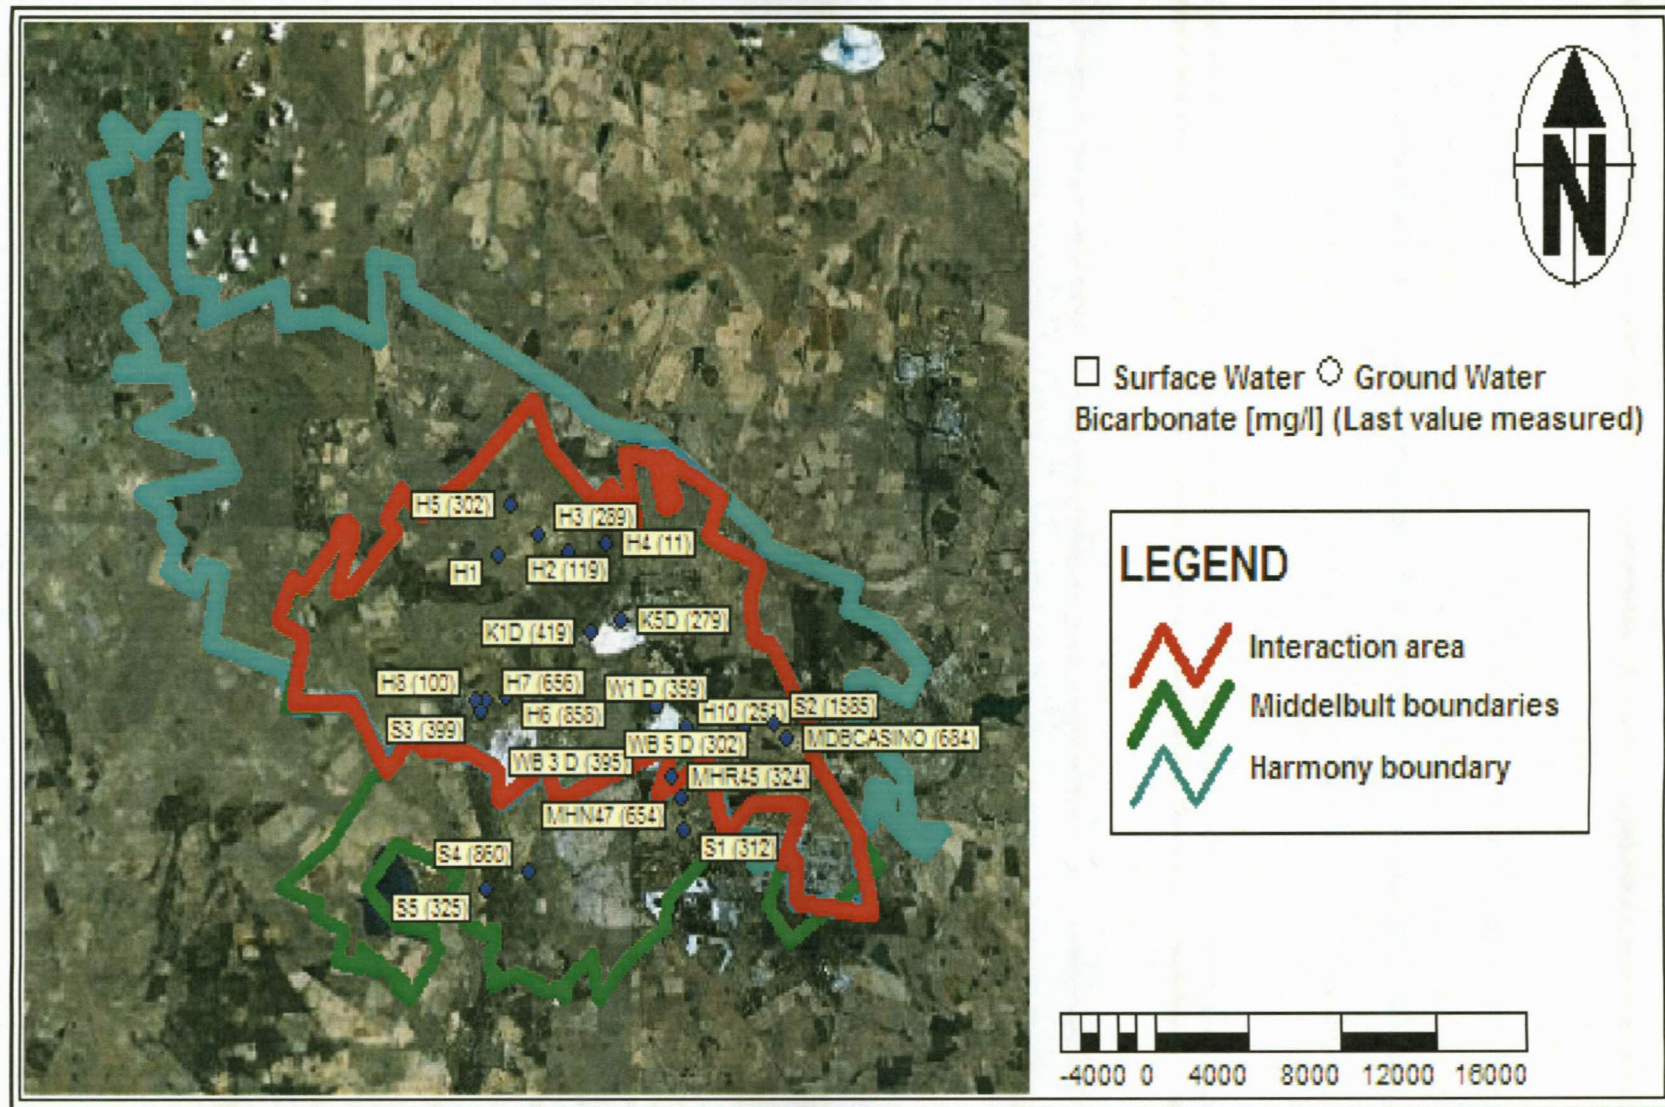 H5 (302)
H3 (289)
H4 (11)
H1
H2 (119)
K1D (419)
K5D (279)
H8 (100)
H7 (656)
W1 D (359)
S2 (1585)
H6 (858)
H10 (251)
S3 (399)
WB 5 D (302)
MDBCASINO (684)
WB 3 D (395)
MHR45 (324)
MHN47 (654)
S1 (312)
S4 (860)
S5 (325)
N
Surface Water Ground Water
Bicarbonate [mg/l] (Last value measured)
LEGEND
Interaction area
Middelbult boundaries
Harmony boundary
-4000 0 4000 8000 12000 16000